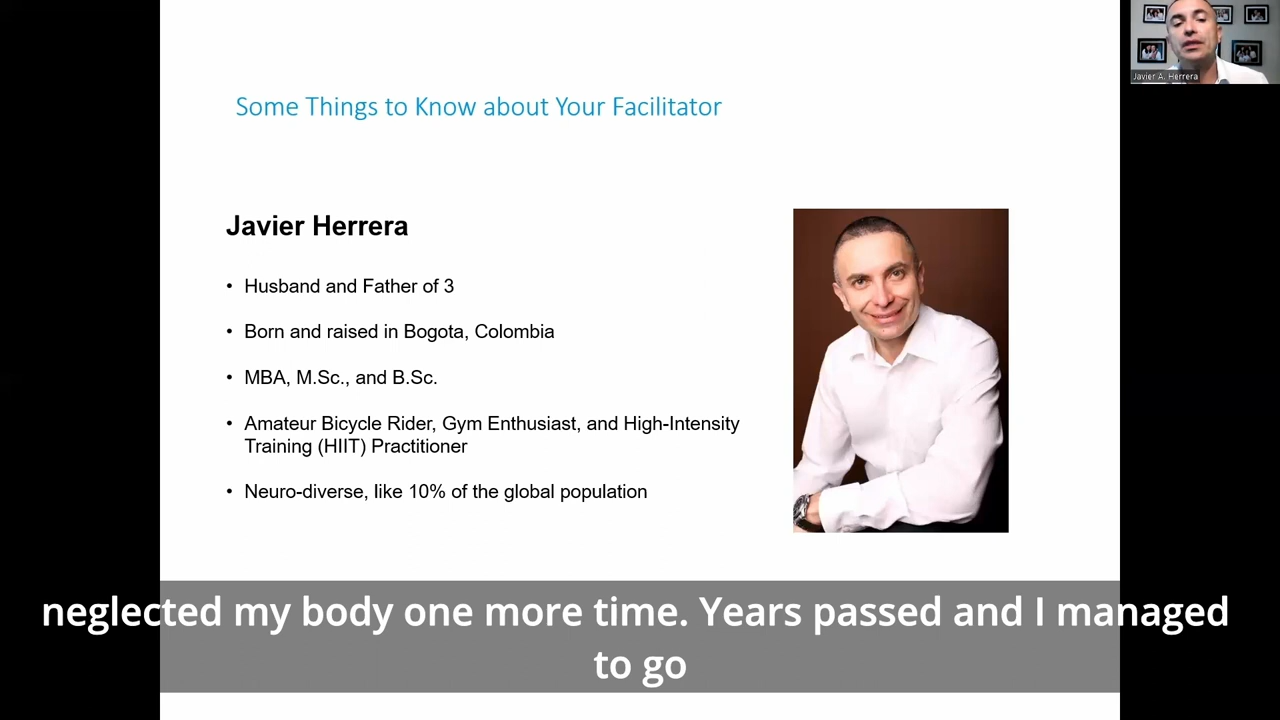 Javier A. Herrera
Some Things to Know about Your Facilitator
Javier Herrera
• Husband and Father of 3
• Born and raised in Bogota, Colombia
• MBA, M.Sc., and B.Sc.
• Amateur Bicycle Rider, Gym Enthusiast, and High-Intensity
Training (HIIT) Practitioner
• Neuro-diverse, like 10% of the global population
neglected my body one more time. Years passed and I managed
to go